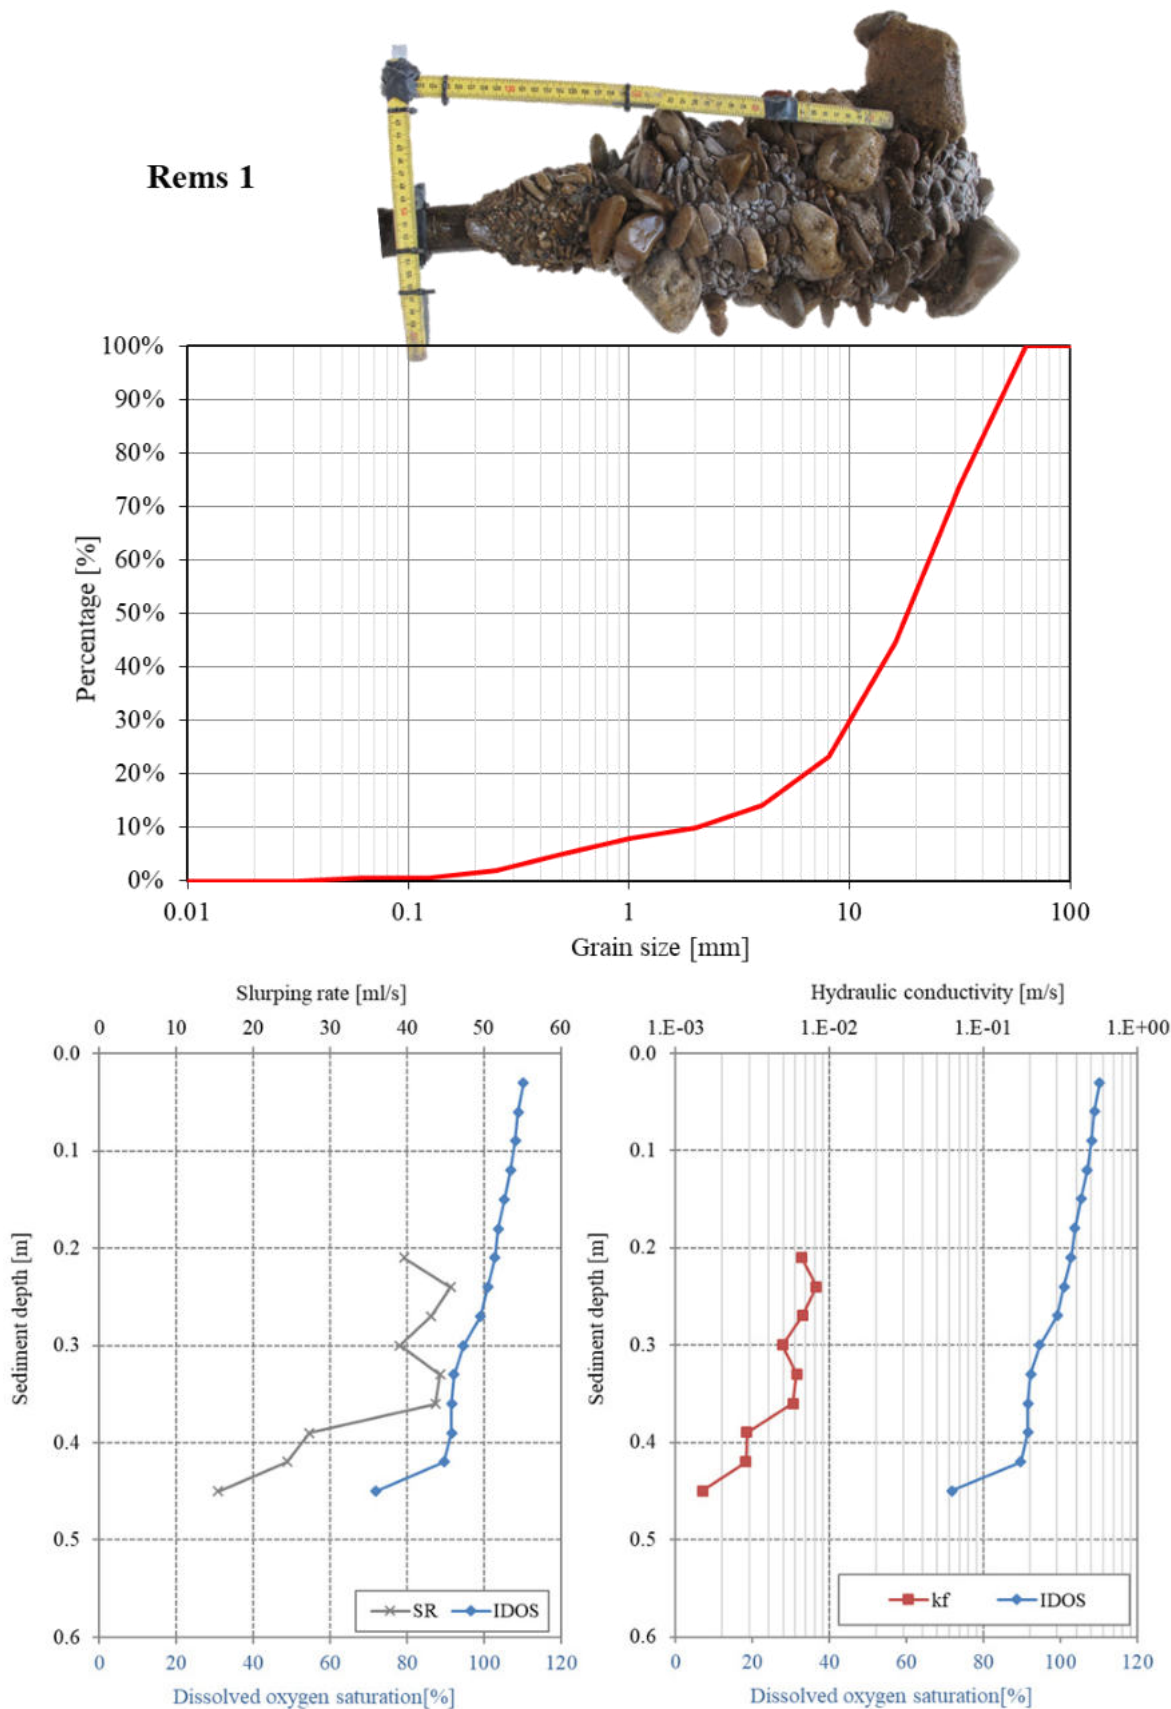 Rems 1
100%
90%
80%
70%
60%
50%
40%
30%
20%
10%
0%
Percentage [%]
0.01 0.1 1 10 100
Grain size [mm]
Slurping rate [ml/s]
0 10 20 30 40 50 60
0.0
0.1
0.2
0.3
0.4
0.5
0.6
Sediment depth [m]
SR IDOS
0 20 40 60 80 100 120
Dissolved oxygen saturation[%]
Hydraulic conductivity [m/s]
1.E-03 1.E-02 1.E-01 1.E+00
0.0
0.1
0.2
0.3
0.4
0.5
0.6
Sediment depth [m]
kf IDOS
0 20 40 60 80 100 120
Dissolved oxygen saturation[%]